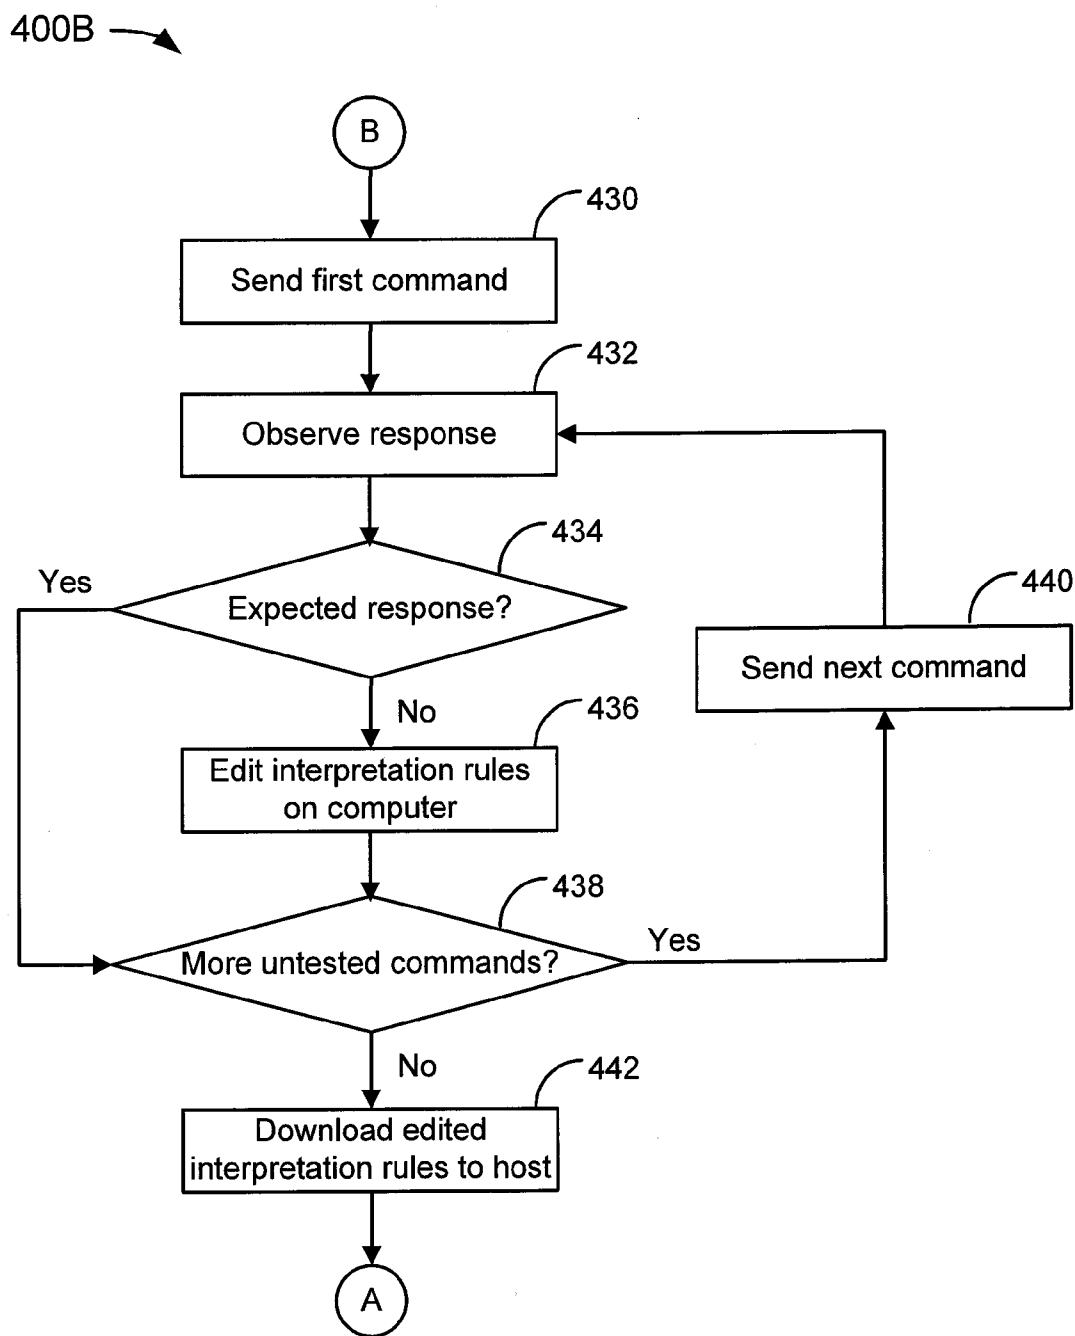 400B
B
430
Send first command
432
Observe response
434
Yes
Expected response?
440
Send next command
No
436
Edit interpretation rules
on computer
438
Yes
More untested commands?
No
442
Download edited
interpretation rules to host
A